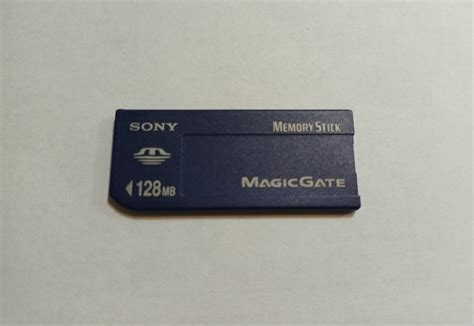 SONY
MEMORY STICK
128MB
MAGICGATE